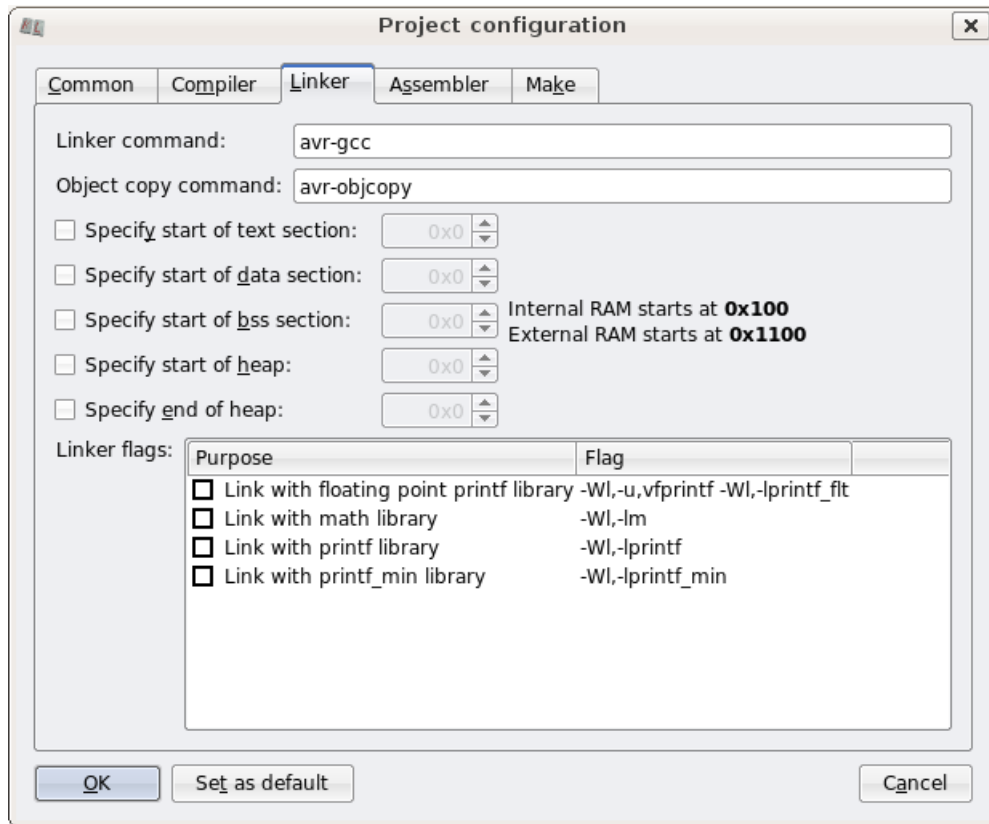 Project configuration
Common Compiler Linker Assembler Make
Linker command: avr-gcc
Object copy command: avr-objcopy
Specify start of text section: 0x0
Specify start of data section: 0x0
Specify start of bss section: 0x0
Internal RAM starts at 0x100
External RAM starts at 0x1100
Specify start of heap: 0x0
Specify end of heap: 0x0
Linker flags:
Purpose Flag
Link with floating point printf library -Wl,-u,vfprintf -Wl,-lprintf_flt
Link with math library -Wl,-lm
Link with printf library -Wl,-lprintf
Link with printf_min library -Wl,-lprintf_min
OK Set as default Cancel